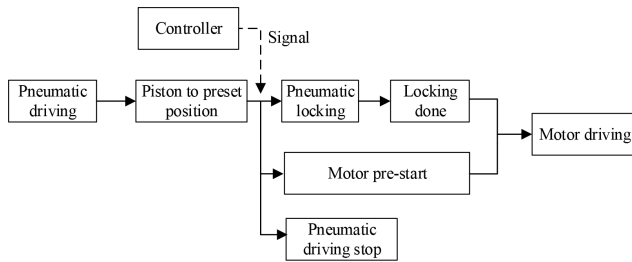 Controller
Signal
Pneumatic
driving
Piston to preset
position
Pneumatic
locking
Locking
done
Motor driving
Motor pre-start
Pneumatic
driving stop